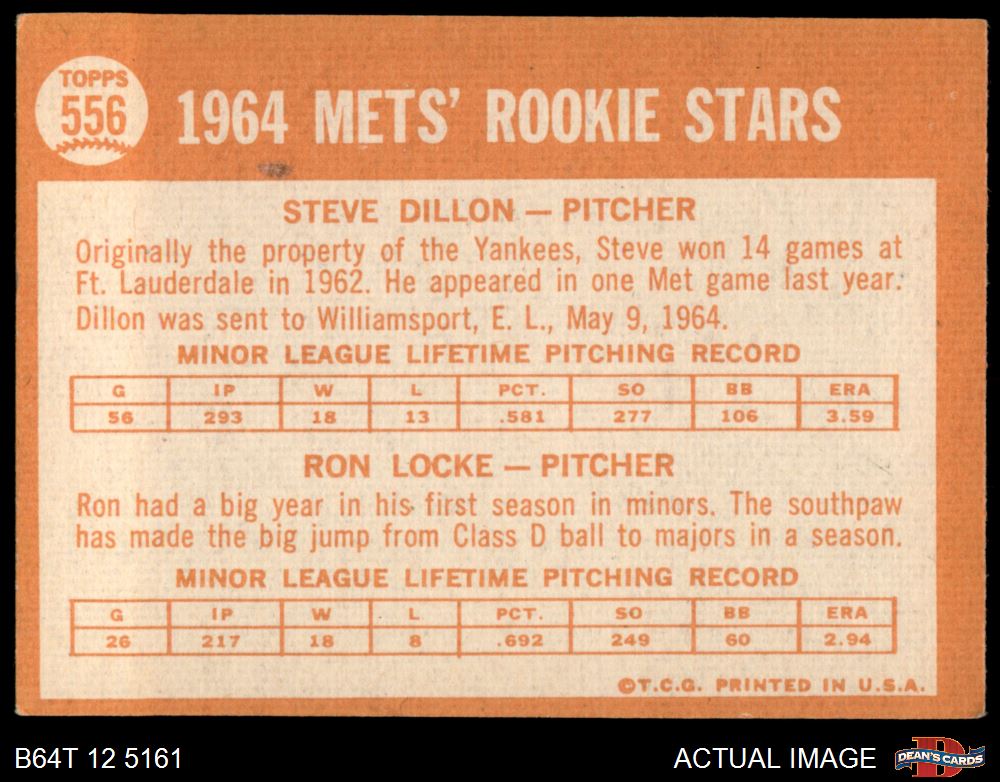 TOPPS
556
1964 METS' ROOKIE STARS
STEVE DILLON — PITCHER
Originally the property of the Yankees, Steve won 14 games at
Ft. Lauderdale in 1962. He appeared in one Met game last year.
Dillon was sent to Williamsport, E. L., May 9, 1964.
MINOR LEAGUE LIFETIME PITCHING RECORD
G IP W L PCT. SO BB ERA
56 293 18 13 .581 277 106 3.59
RON LOCKE — PITCHER
Ron had a big year in his first season in minors. The southpaw
has made the big jump from Class D ball to majors in a season.
MINOR LEAGUE LIFETIME PITCHING RECORD
G IP W L PCT. SO BB ERA
26 217 18 8 .692 249 60 2.94
©T.C.G. PRINTED IN U.S.A.
B64T 12 5161
ACTUAL IMAGE
D
DEAN'S CARDS